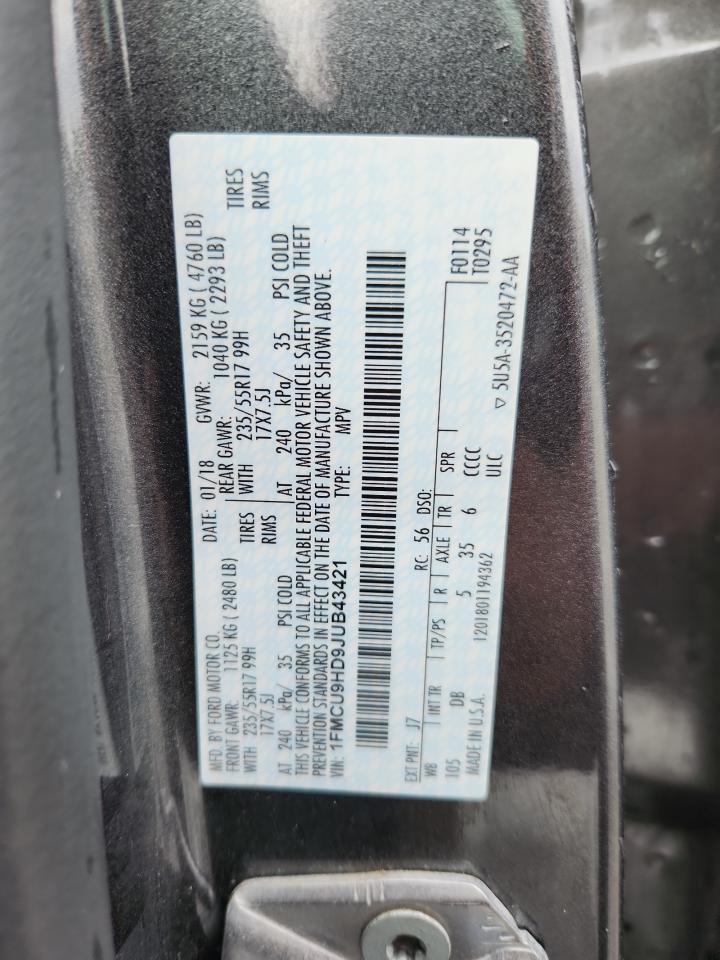 MFD. BY FORD MOTOR CO. DATE: 01/18 GVWR: 2159 KG ( 4760 LB)
FRONT GAWR: 1125 KG ( 2480 LB) REAR GAWR: 1040 KG ( 2293 LB)
WITH 235/55R17 99H TIRES WITH 235/55R17 99H TIRES
17X7.5J RIMS 17X7.5J RIMS
AT 240 kPa/ 35 PSI COLD AT 240 kPa/ 35 PSI COLD
THIS VEHICLE CONFORMS TO ALL APPLICABLE FEDERAL MOTOR VEHICLE SAFETY AND THEFT
PREVENTION STANDARDS IN EFFECT ON THE DATE OF MANUFACTURE SHOWN ABOVE.
VIN: 1FMCU9HD9JUB43421 TYPE: MPV
EXT PNT: J7 RC: 56 DSO:
WB INT TR TP/PS R AXLE TR SPR F0114
105 DB 5 35 6 CCCC T0295
MADE IN U.S.A. 1201801194362 ULC
▽ 5U5A-3520472-AA